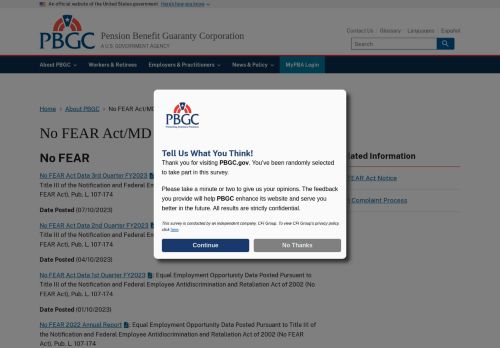 An official website of the United States government Here's how you know
PBGC
Pension Benefit Guaranty Corporation
A U.S. GOVERNMENT AGENCY
Contact Us Glossary Languages Español
Search
About PBGC Workers & Retirees Employers & Practitioners News & Policy MyPBA Login
Home > About PBGC > No FEAR Act/MD
No FEAR Act/MD
No FEAR
No FEAR Act Data 3rd Quarter FY2023
Title III of the Notification and Federal Employee
Act), Pub. L. 107-174
Date Posted (07/10/2023)
No FEAR Act Data 2nd Quarter FY2023
Title III of the Notification and Federal Employee
Act), Pub. L. 107-174
Date Posted (04/10/2023)
No FEAR Act Data 1st Quarter FY2023: Equal Employment Opportunity Data Posted Pursuant to
Title III of the Notification and Federal Employee Antidiscrimination and Retaliation Act of 2002 (No
FEAR Act), Pub. L. 107-174
Date Posted (01/10/2023)
No FEAR 2022 Annual Report: Equal Employment Opportunity Data Posted Pursuant to Title III of
the Notification and Federal Employee Antidiscrimination and Retaliation Act of 2002 (No FEAR
Act), Pub. L. 107-174
PBGC
Protecting America's Pensions
Tell Us What You Think!
Thank you for visiting PBGC.gov. You've been randomly selected
to take part in this survey.
Please take a minute or two to give us your opinions. The feedback
you provide will help PBGC enhance its website and serve you
better in the future. All results are strictly confidential.
This survey is conducted by an independent company, CFI Group. To view CFI Group's privacy policy
click here.
Continue
No Thanks
Related Information
FEAR Act Notice
Complaint Process